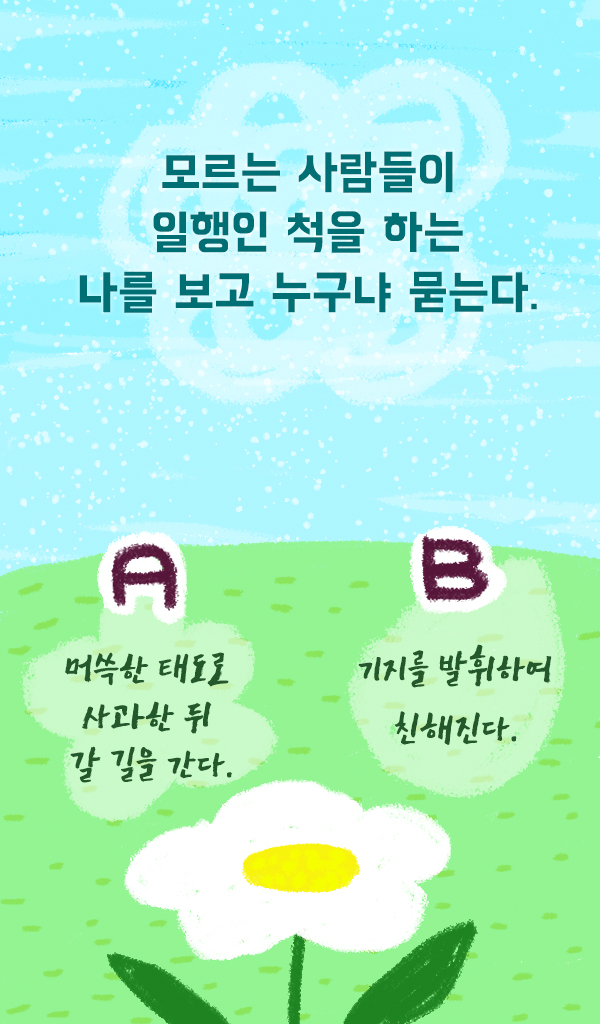 모르는 사람들이
일행인 척을 하는
나를 보고 누구냐 묻는다.
A
머쓱한 태도로
사과한 뒤
갈 길을 간다.
B
기지를 발휘하여
친해진다.